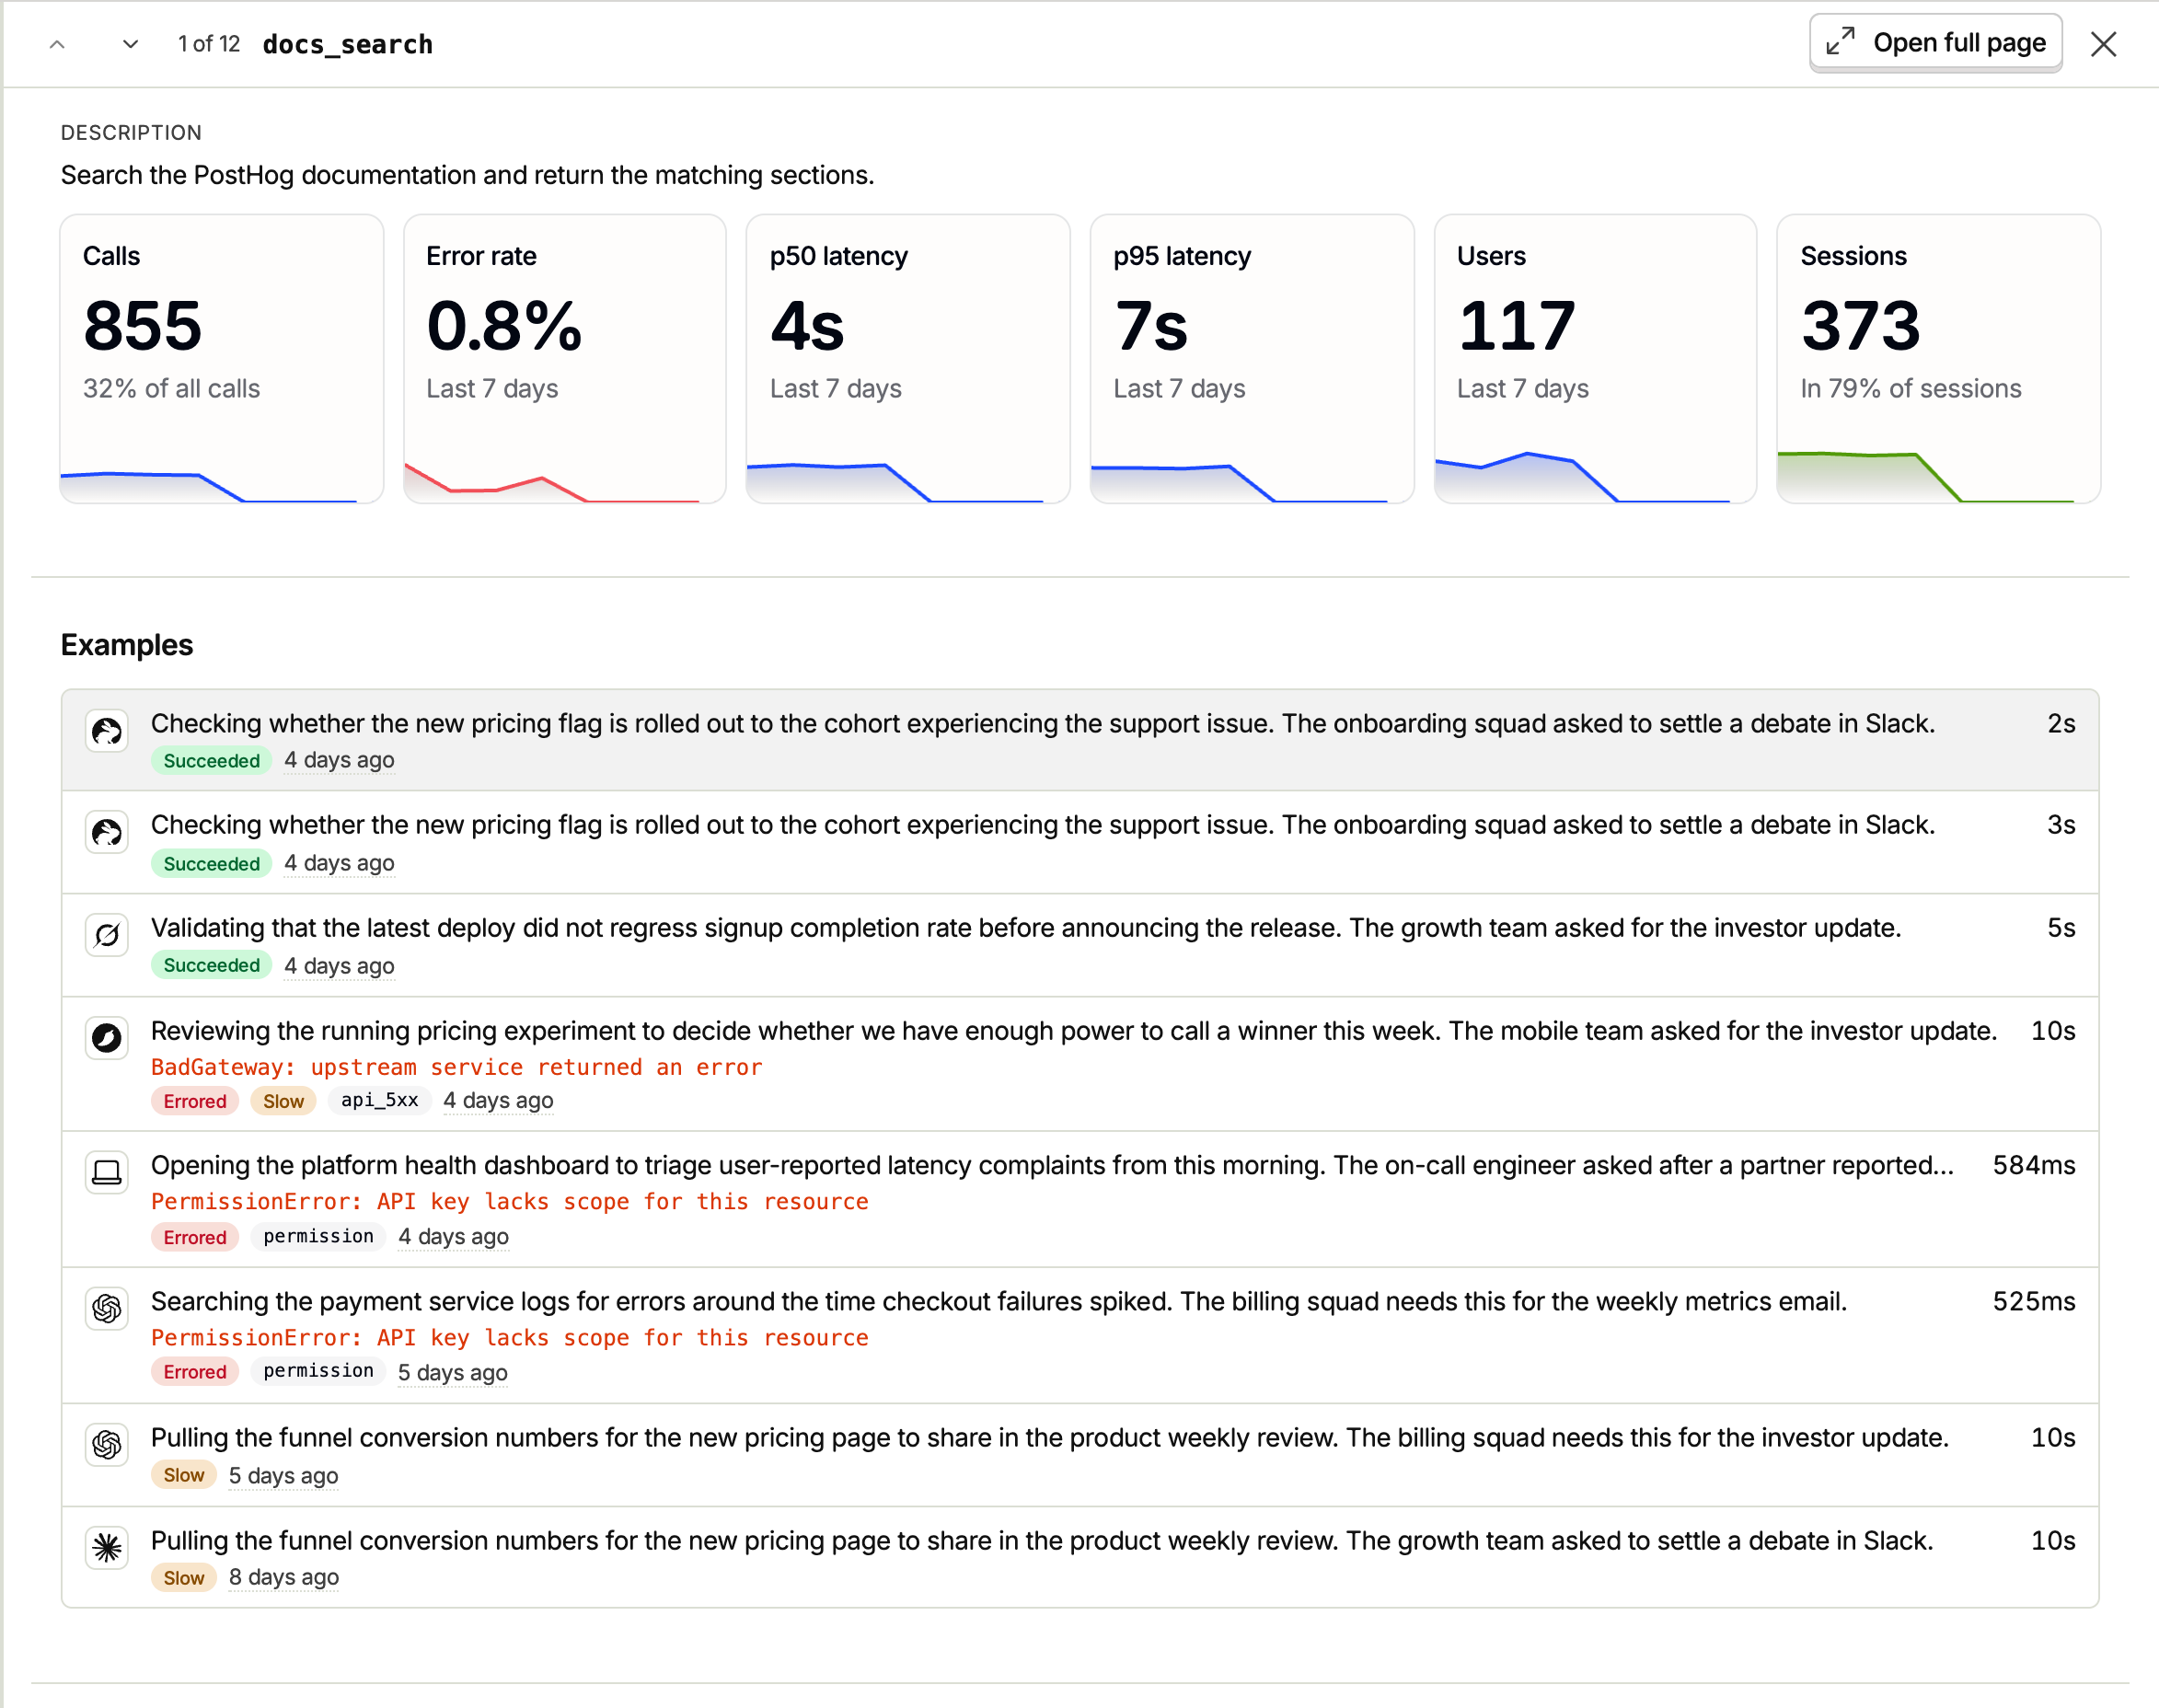 1 of 12 docs_search
Open full page
DESCRIPTION
Search the PostHog documentation and return the matching sections.
Calls
855
32% of all calls
Error rate
0.8%
Last 7 days
p50 latency
4s
Last 7 days
p95 latency
7s
Last 7 days
Users
117
Last 7 days
Sessions
373
In 79% of sessions
Examples
Checking whether the new pricing flag is rolled out to the cohort experiencing the support issue. The onboarding squad asked to settle a debate in Slack. 2s
Succeeded 4 days ago
Checking whether the new pricing flag is rolled out to the cohort experiencing the support issue. The onboarding squad asked to settle a debate in Slack. 3s
Succeeded 4 days ago
Validating that the latest deploy did not regress signup completion rate before announcing the release. The growth team asked for the investor update. 5s
Succeeded 4 days ago
Reviewing the running pricing experiment to decide whether we have enough power to call a winner this week. The mobile team asked for the investor update. 10s
BadGateway: upstream service returned an error
Errored Slow api_5xx 4 days ago
Opening the platform health dashboard to triage user-reported latency complaints from this morning. The on-call engineer asked after a partner reported... 584ms
PermissionError: API key lacks scope for this resource
Errored permission 4 days ago
Searching the payment service logs for errors around the time checkout failures spiked. The billing squad needs this for the weekly metrics email. 525ms
PermissionError: API key lacks scope for this resource
Errored permission 5 days ago
Pulling the funnel conversion numbers for the new pricing page to share in the product weekly review. The billing squad needs this for the investor update. 10s
Slow 5 days ago
Pulling the funnel conversion numbers for the new pricing page to share in the product weekly review. The growth team asked to settle a debate in Slack. 10s
Slow 8 days ago